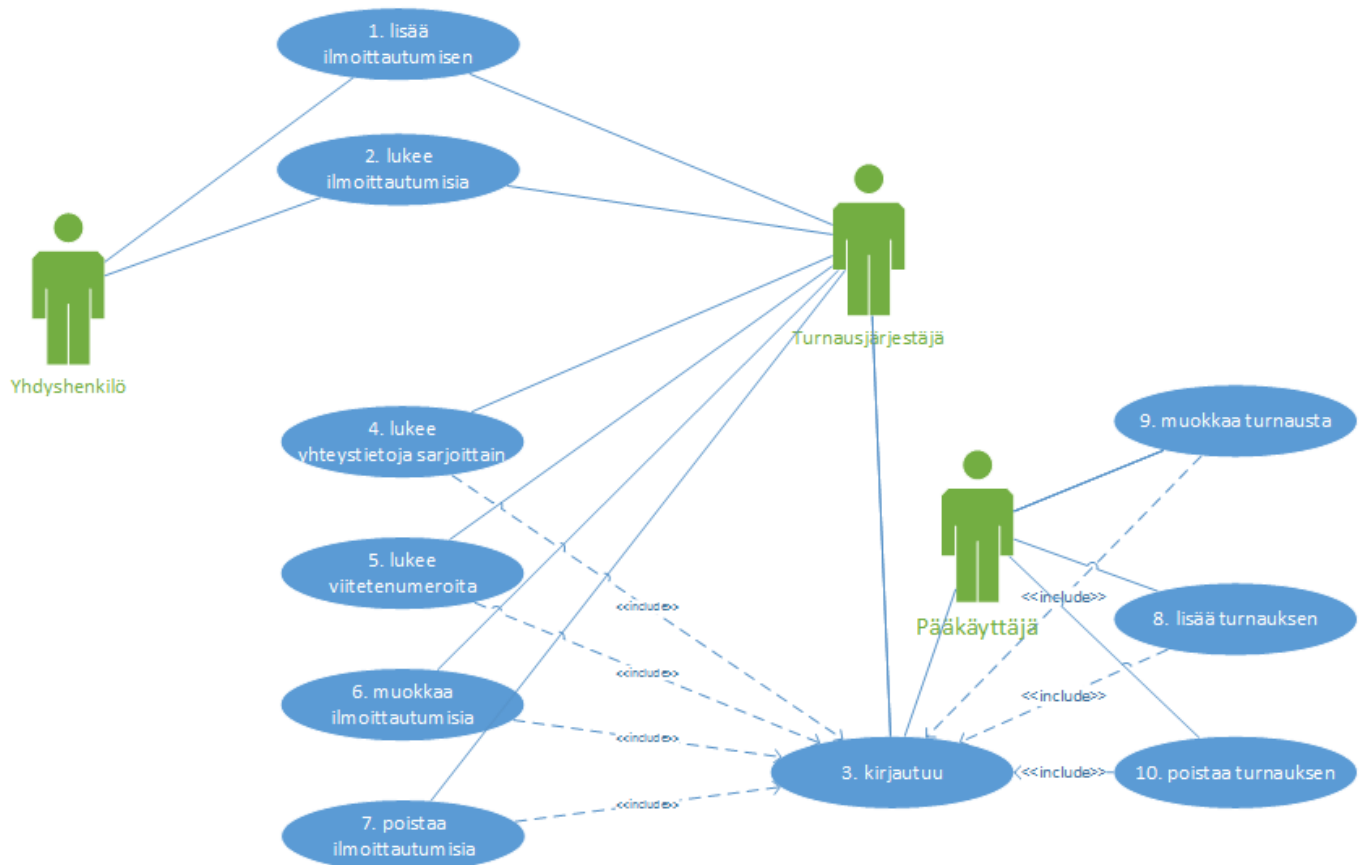 1. lisää
ilmoittautumisen
2. lukee
ilmoittautumisia
Yhdyshenkilö
Turnausjärjestäjä
4. lukee
yhteystietoja sarjoittain
9. muokkaa turnausta
5. lukee
viitetenumeroita
<<include>>
<<include>>
Pääkäyttäjä
8. lisää turnauksen
<<include>>
6. muokkaa
ilmoittautumisia
<<include>>
<<include>>
3. kirjautuu
<<include>>
10. poistaa turnauksen
<<include>>
7. poistaa
ilmoittautumisia